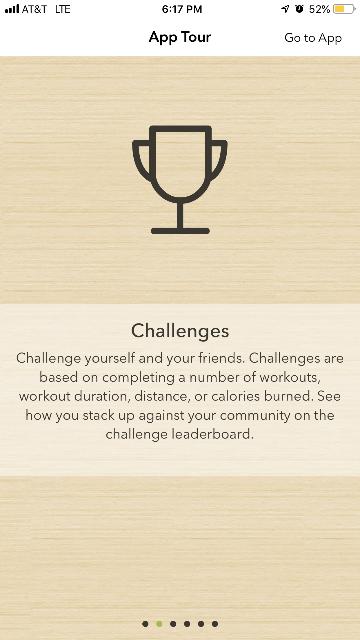 AT&T LTE 6:17 PM 52%
App Tour Go to App
Challenges
Challenge yourself and your friends. Challenges are
based on completing a number of workouts,
workout duration, distance, or calories burned. See
how you stack up against your community on the
challenge leaderboard.